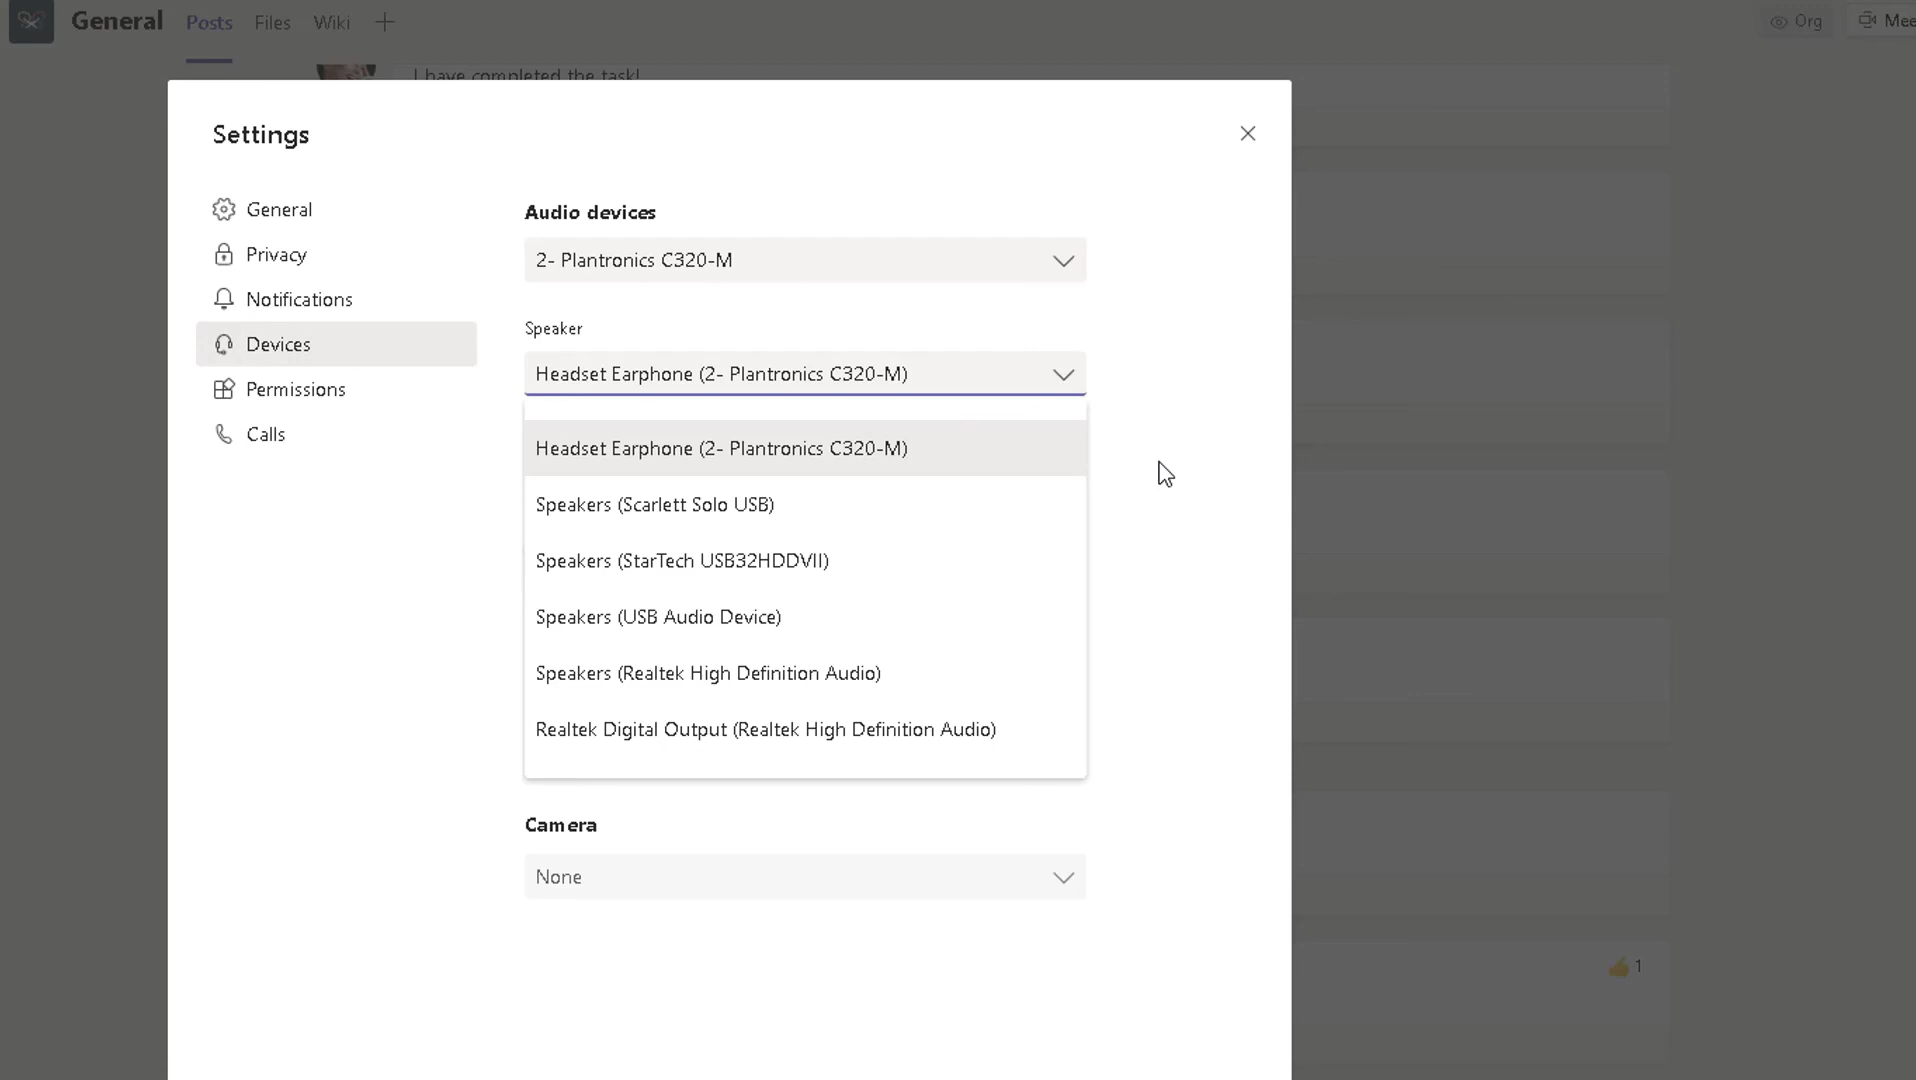 General Posts Files Wiki
Org
I have completed the task!
Settings
General
Privacy
Notifications
Devices
Permissions
Calls
Audio devices
2- Plantronics C320-M
Speaker
Headset Earphone (2- Plantronics C320-M)
Headset Earphone (2- Plantronics C320-M)
Speakers (Scarlett Solo USB)
Speakers (StarTech USB32HDDVII)
Speakers (USB Audio Device)
Speakers (Realtek High Definition Audio)
Realtek Digital Output (Realtek High Definition Audio)
Camera
None
1